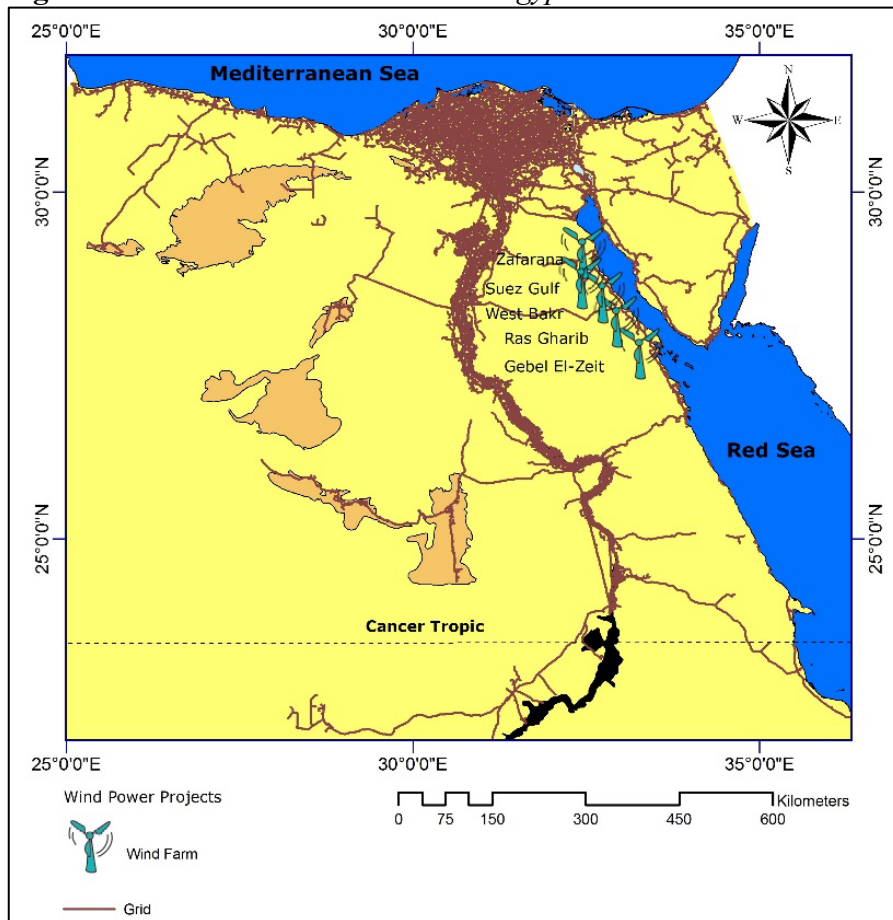 25°0'0"E 30°0'0"E 35°0'0"E
Mediterranean Sea
N
W E
S
30°0'0"N 30°0'0"N
Zafarana
Suez Gulf
West Bakr
Ras Gharib
Gebel El-Zeit
Red Sea
25°0'0"N 25°0'0"N
Cancer Tropic
25°0'0"E 30°0'0"E 35°0'0"E
Wind Power Projects
Kilometers
0 75 150 300 450 600
Wind Farm
Grid